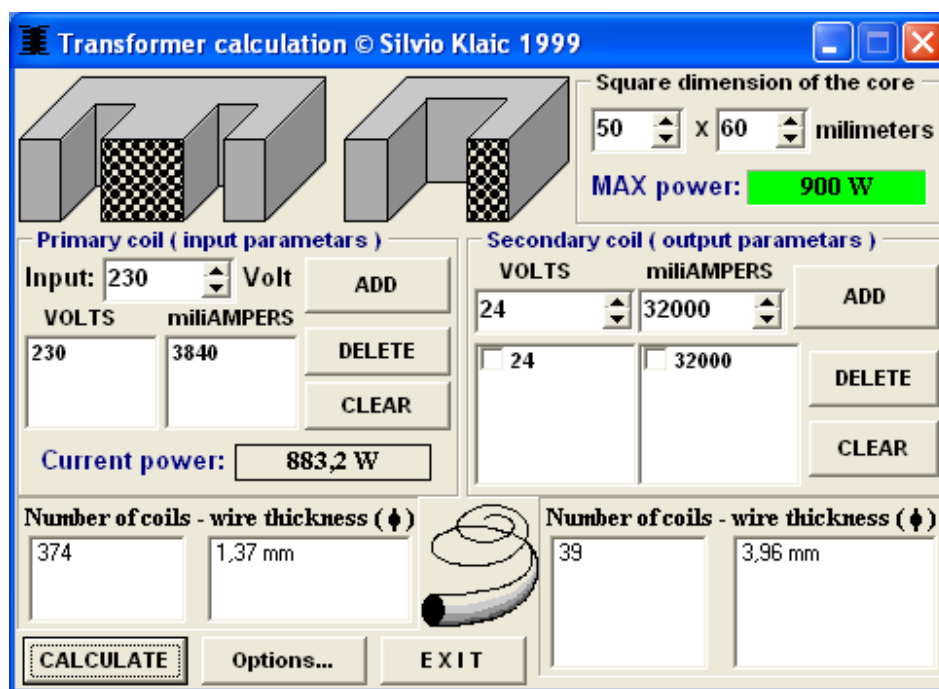 Transformer calculation © Silvio Klaic 1999
Square dimension of the core
50 X 60 milimeters
MAX power: 900 W
Primary coil ( input parametars )
Input: 230 Volt ADD
VOLTS miliAMPERS
230 3840
DELETE
CLEAR
Current power: 883,2 W
Secondary coil ( output parametars )
VOLTS miliAMPERS
24 32000 ADD
24 32000
DELETE
CLEAR
Number of coils - wire thickness ( ϕ )
374 1,37 mm
Number of coils - wire thickness ( ϕ )
39 3,96 mm
CALCULATE Options... E X I T